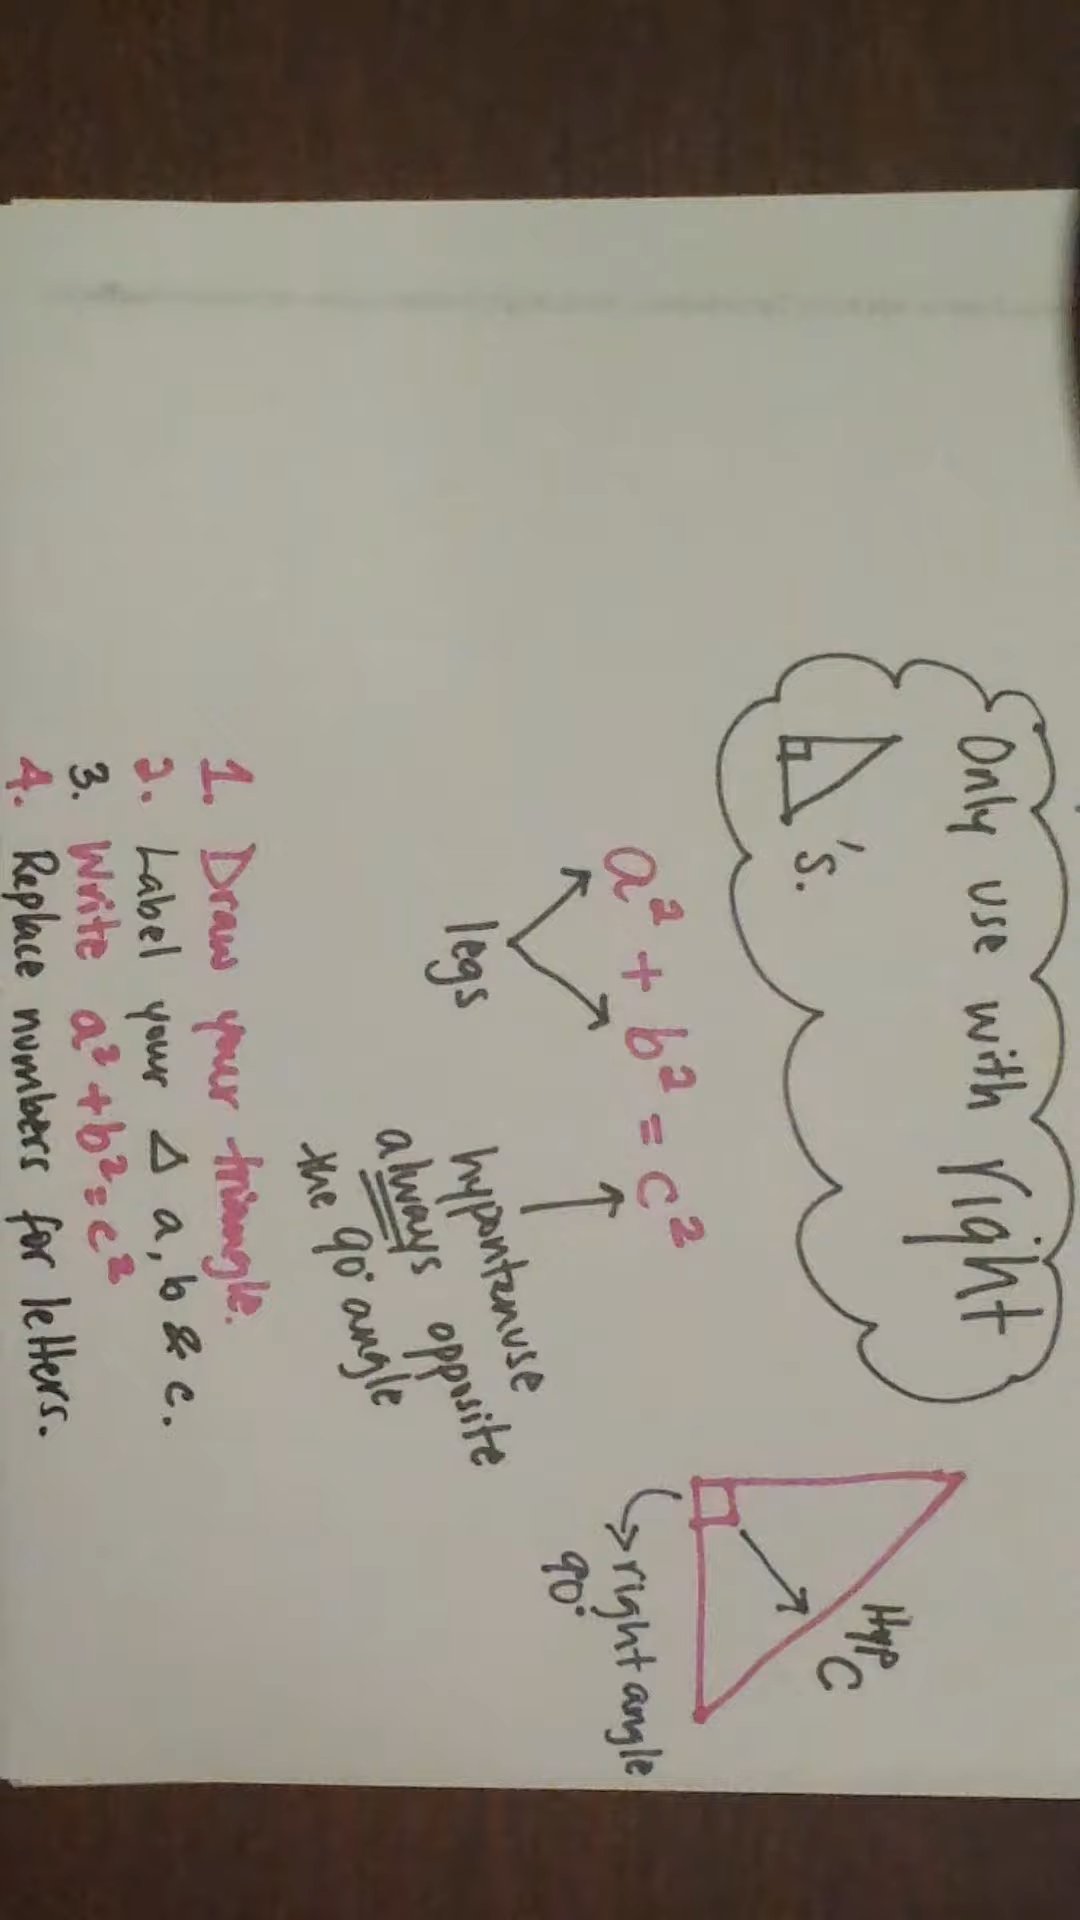 Only use with right
's.
a² + b² = c²
legs
hypontenuse
always opposite
the 90° angle
Hyp
C
right angle
90°
1. Draw your triangle.
2. Label your △ a, b & c.
3. Write a² + b² = c²
4. Replace numbers for letters.